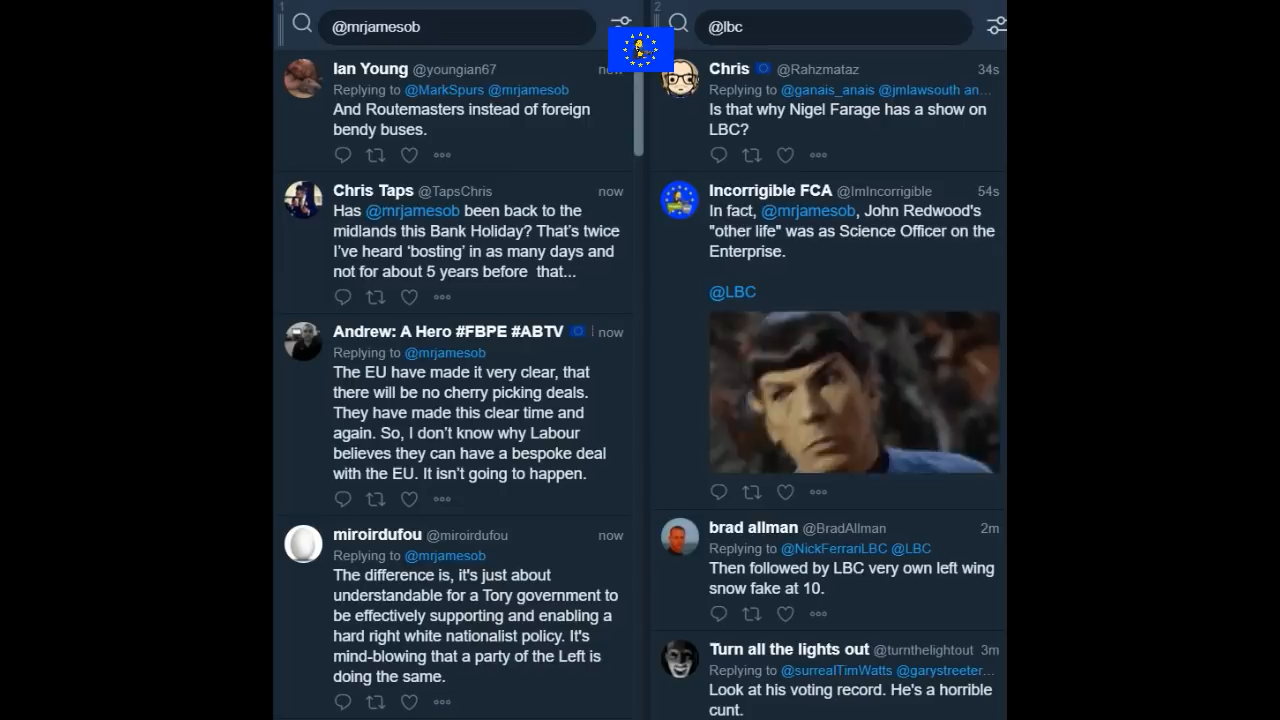 1
@mrjamesob
Ian Young @youngian67 now
Replying to @MarkSpurs @mrjamesob
And Routemasters instead of foreign
bendy buses.
Chris Taps @TapsChris now
Has @mrjamesob been back to the
midlands this Bank Holiday? That’s twice
I’ve heard ‘bosting’ in as many days and
not for about 5 years before that...
Andrew: A Hero #FBPE #ABTV now
Replying to @mrjamesob
The EU have made it very clear, that
there will be no cherry picking deals.
They have made this clear time and
again. So, I don’t know why Labour
believes they can have a bespoke deal
with the EU. It isn’t going to happen.
miroirdufou @miroirdufou now
Replying to @mrjamesob
The difference is, it's just about
understandable for a Tory government to
be effectively supporting and enabling a
hard right white nationalist policy. It's
mind-blowing that a party of the Left is
doing the same.
2
@lbc
Chris @Rahzmataz 34s
Replying to @ganais_anais @jmlawsouth an...
Is that why Nigel Farage has a show on
LBC?
Incorrigible FCA @ImIncorrigible 54s
In fact, @mrjamesob, John Redwood's
"other life" was as Science Officer on the
Enterprise.
@LBC
brad allman @BradAllman 2m
Replying to @NickFerrariLBC @LBC
Then followed by LBC very own left wing
snow fake at 10.
Turn all the lights out @turnthelightout 3m
Replying to @surrealTimWatts @garystreeter...
Look at his voting record. He's a horrible
cunt.